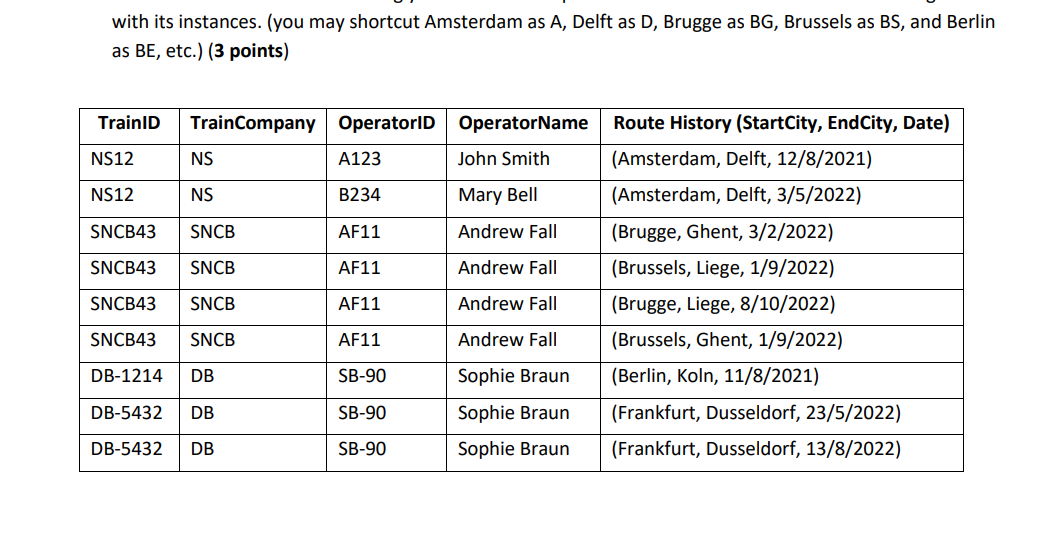 with its instances. (you may shortcut Amsterdam as A, Delft as D, Brugge as BG, Brussels as BS, and Berlin
as BE, etc.) (3 points)
TrainID TrainCompany OperatorID OperatorName Route History (StartCity, EndCity, Date)
NS12 NS A123 John Smith (Amsterdam, Delft, 12/8/2021)
NS12 NS B234 Mary Bell (Amsterdam, Delft, 3/5/2022)
SNCB43 SNCB AF11 Andrew Fall (Brugge, Ghent, 3/2/2022)
SNCB43 SNCB AF11 Andrew Fall (Brussels, Liege, 1/9/2022)
SNCB43 SNCB AF11 Andrew Fall (Brugge, Liege, 8/10/2022)
SNCB43 SNCB AF11 Andrew Fall (Brussels, Ghent, 1/9/2022)
DB-1214 DB SB-90 Sophie Braun (Berlin, Koln, 11/8/2021)
DB-5432 DB SB-90 Sophie Braun (Frankfurt, Dusseldorf, 23/5/2022)
DB-5432 DB SB-90 Sophie Braun (Frankfurt, Dusseldorf, 13/8/2022)